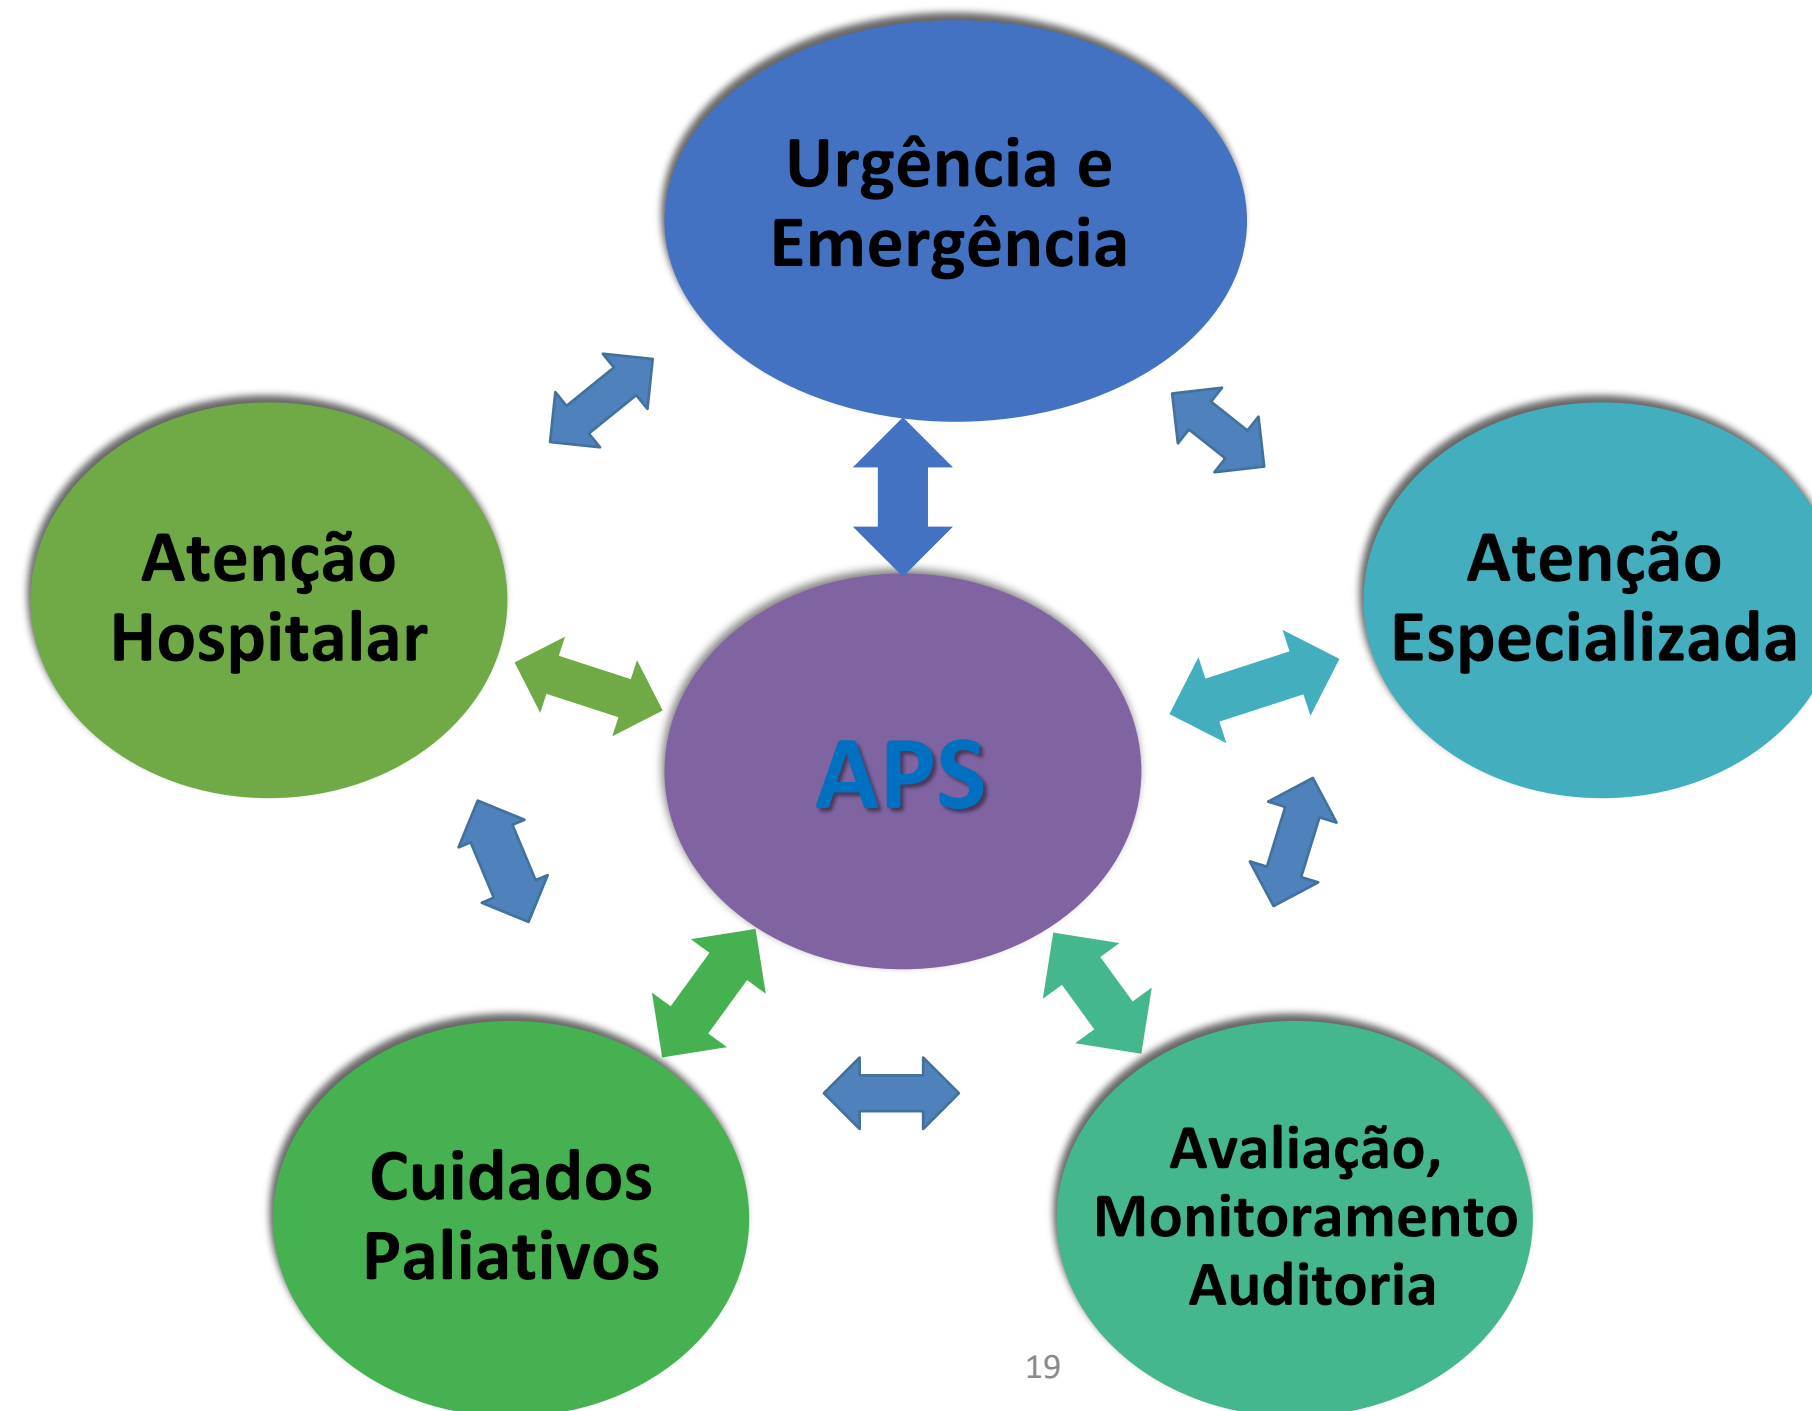 Urgência e
Emergência
Atenção
Hospitalar
Atenção
Especializada
APS
Cuidados
Paliativos
Avaliação,
Monitoramento
Auditoria
19